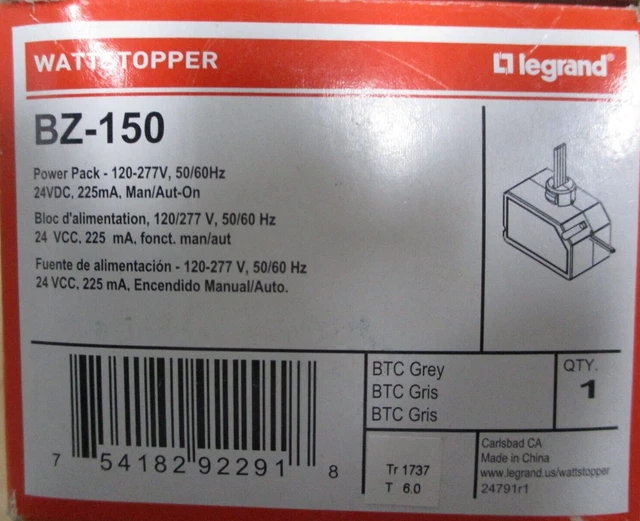 WATTSTOPPER
legrand®
BZ-150
Power Pack - 120-277V, 50/60Hz
24VDC, 225mA, Man/Aut-On
Bloc d'alimentation, 120/277 V, 50/60 Hz
24 VCC, 225 mA, fonct. man/aut
Fuente de alimentación - 120-277 V, 50/60 Hz
24 VCC, 225 mA, Encendido Manual/Auto.
7 54182 92291 8
BTC Grey
BTC Gris
BTC Gris
QTY.
1
Tr 1737
T 6.0
Carlsbad CA
Made in China
www.legrand.us/wattstopper
24791r1